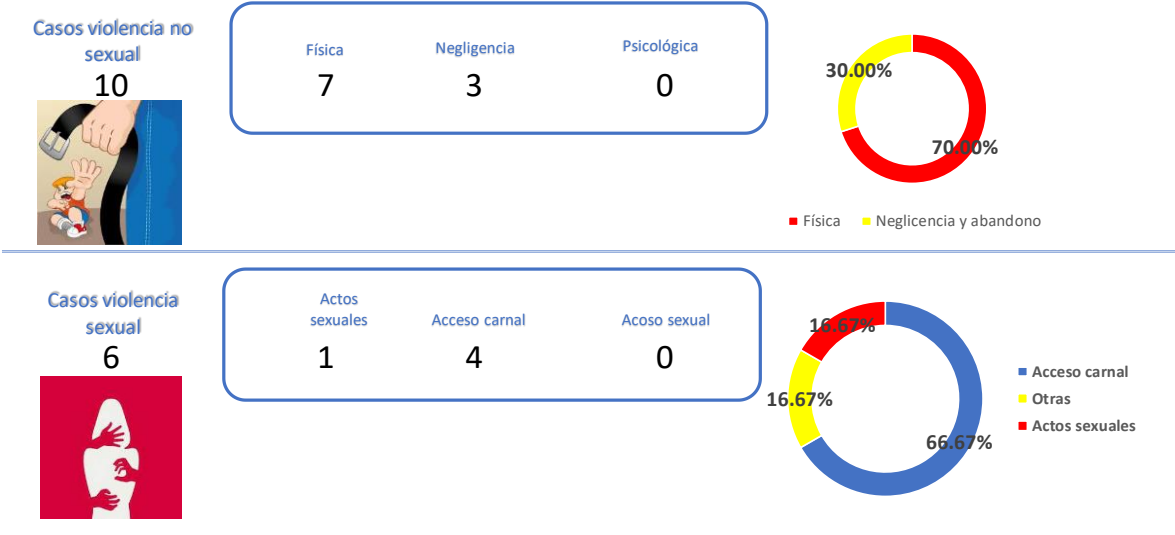 Casos violencia no
sexual
10
Física
Negligencia
Psicológica
7
3
0
30.00%
70.00%
Física
Neglicencia y abandono
Casos violencia
sexual
6
Actos
sexuales
Acceso carnal
Acoso sexual
1
4
0
16.67%
16.67%
66.67%
Acceso carnal
Otras
Actos sexuales